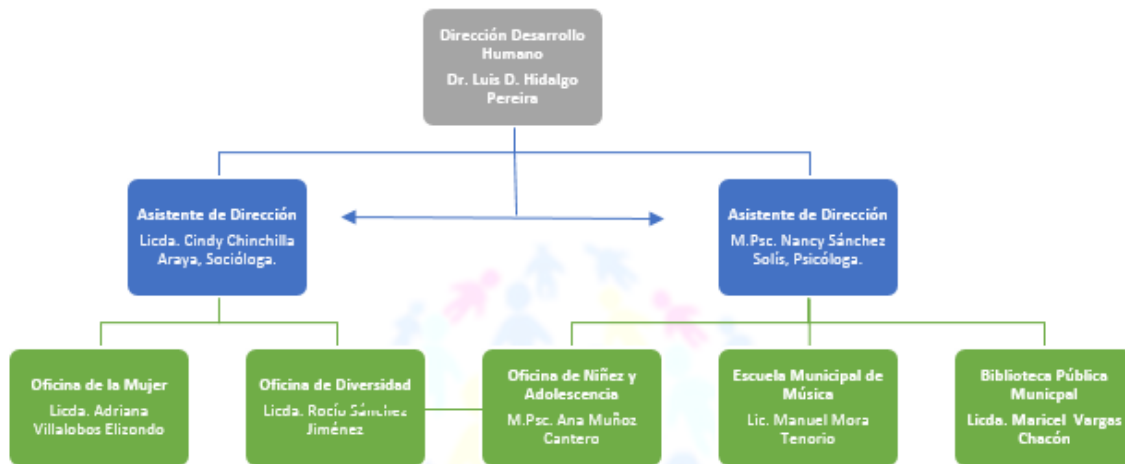 Dirección Desarrollo
Humano
Dr. Luis D. Hidalgo
Pereira
Asistente de Dirección
Licda. Cindy Chinchilla
Araya, Socióloga.
Asistente de Dirección
M.Psc. Nancy Sánchez
Solís, Psicóloga.
Oficina de la Mujer
Licda. Adriana
Villalobos Elizondo
Oficina de Diversidad
Licda. Rocío Sánchez
Jiménez
Oficina de Niñez y
Adolescencia
M.Psc. Ana Muñoz
Cantero
Escuela Municipal de
Música
Lic. Manuel Mora
Tenorio
Biblioteca Pública
Municpal
Licda. Maricel Vargas
Chacón